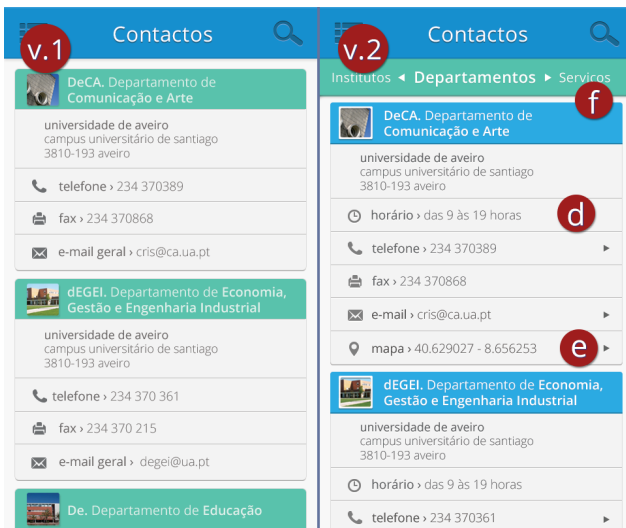 v.1
Contactos
DeCA. Departamento de
Comunicação e Arte
universidade de aveiro
campus universitário de santiago
3810-193 aveiro
telefone › 234 370389
fax › 234 370868
e-mail geral › cris@ca.ua.pt
dEGEI. Departamento de Economia,
Gestão e Engenharia Industrial
universidade de aveiro
campus universitário de santiago
3810-193 aveiro
telefone › 234 370 361
fax › 234 370 215
e-mail geral › degei@ua.pt
De. Departamento de Educação
v.2
Contactos
Institutos ◂ Departamentos ▸ Serviços
f
DeCA. Departamento de
Comunicação e Arte
universidade de aveiro
campus universitário de santiago
3810-193 aveiro
horário › das 9 às 19 horas
d
telefone › 234 370389
fax › 234 370868
e-mail › cris@ca.ua.pt
mapa › 40.629027 - 8.656253
e
dEGEI. Departamento de Economia,
Gestão e Engenharia Industrial
universidade de aveiro
campus universitário de santiago
3810-193 aveiro
horário › das 9 às 19 horas
telefone › 234 370361